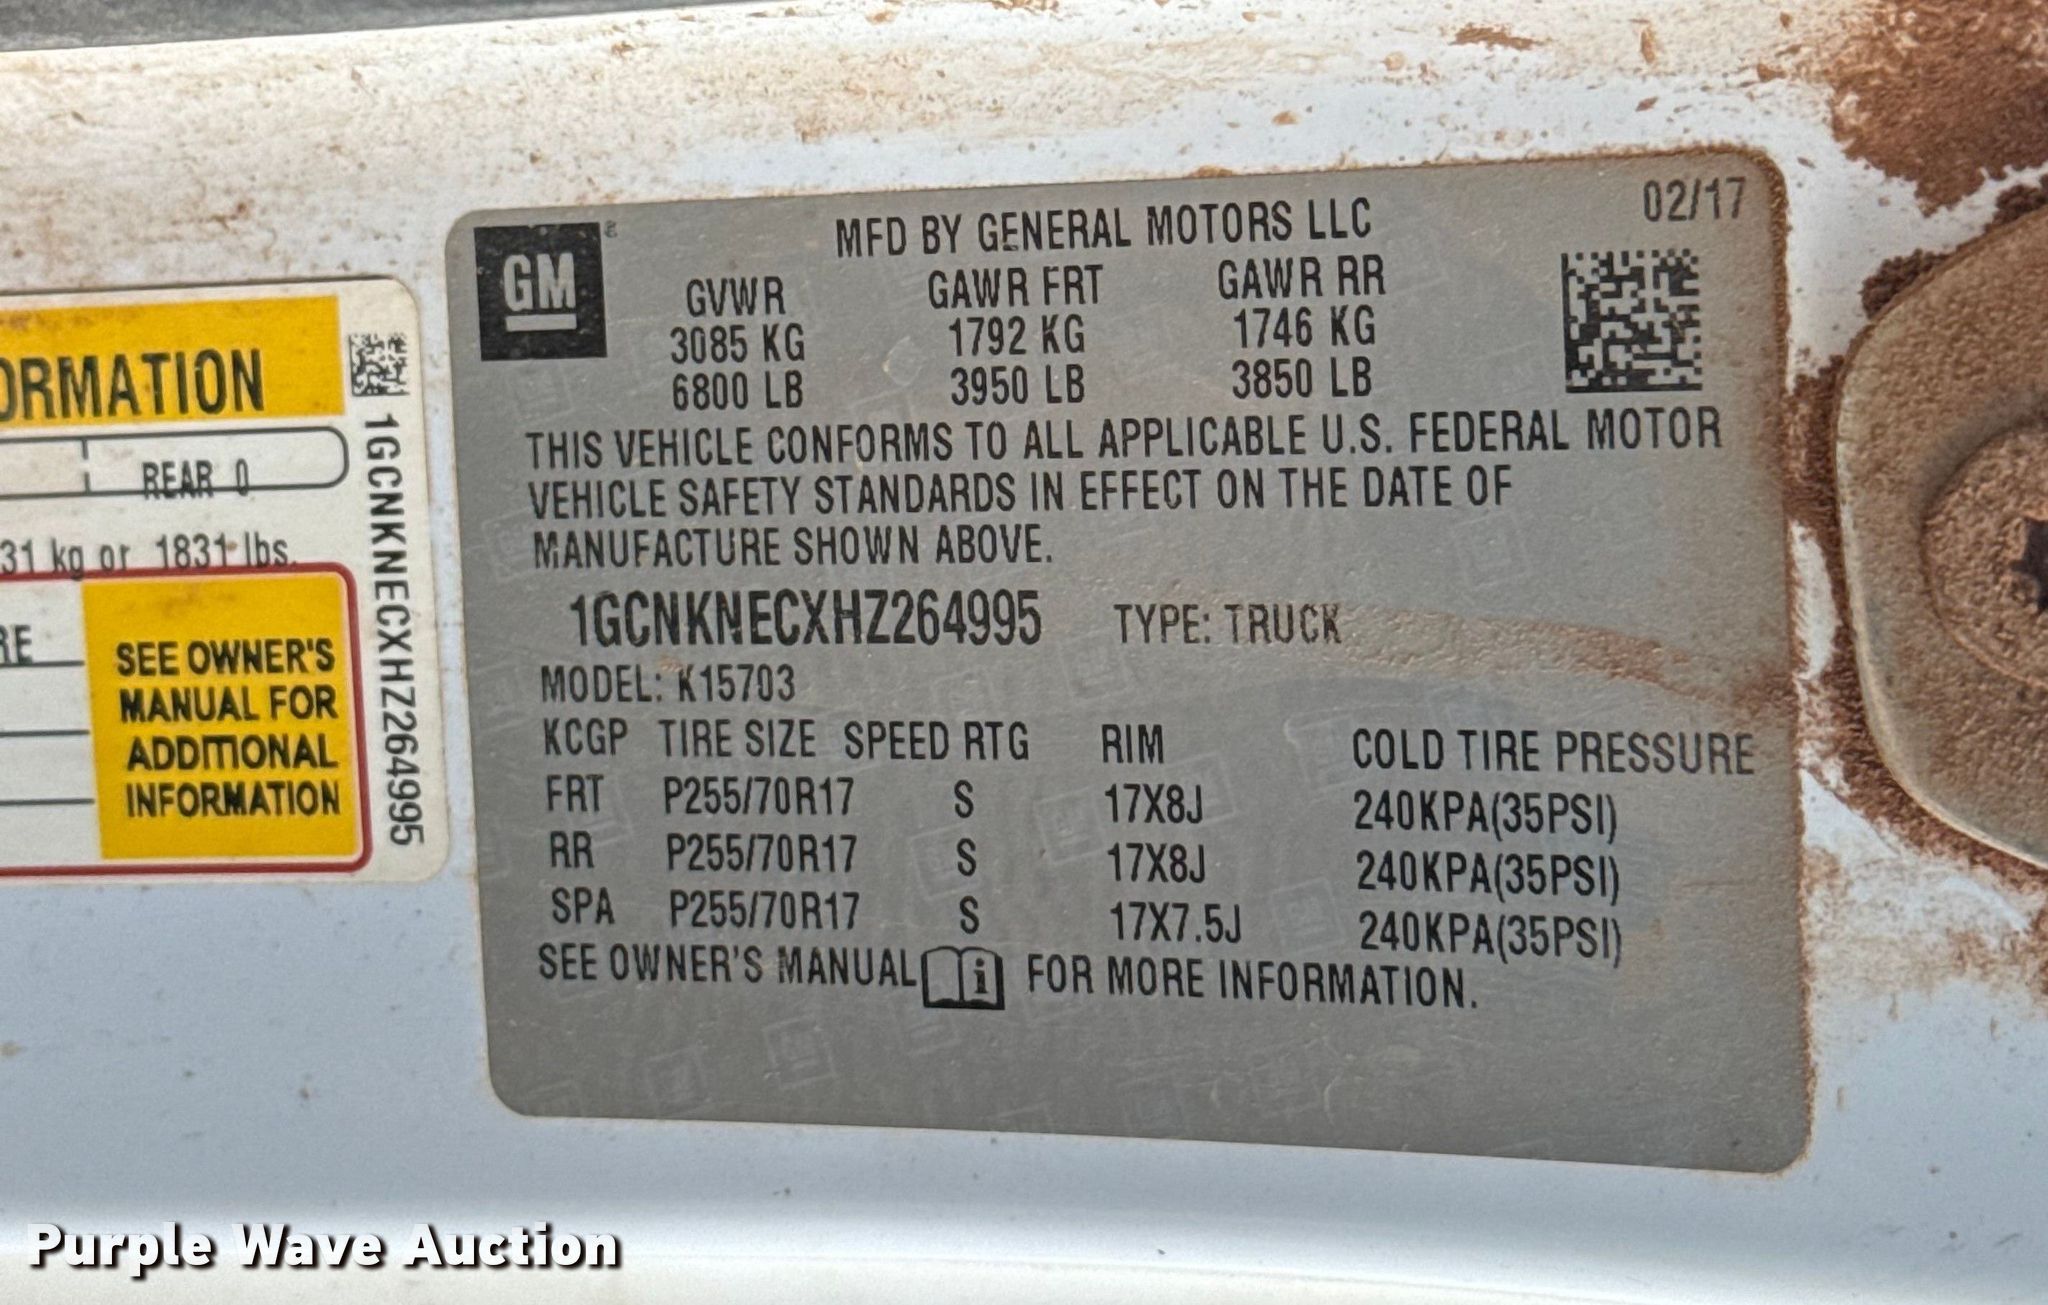 ORMATION
REAR 0
31 kg or 1831 lbs.
RE
SEE OWNER'S
MANUAL FOR
ADDITIONAL
INFORMATION
1GCNKNECXHZ264995
GM
MFD BY GENERAL MOTORS LLC 02/17
GVWR GAWR FRT GAWR RR
3085 KG 1792 KG 1746 KG
6800 LB 3950 LB 3850 LB
THIS VEHICLE CONFORMS TO ALL APPLICABLE U.S. FEDERAL MOTOR
VEHICLE SAFETY STANDARDS IN EFFECT ON THE DATE OF
MANUFACTURE SHOWN ABOVE.
1GCNKNECXHZ264995 TYPE: TRUCK
MODEL: K15703
KCGP TIRE SIZE SPEED RTG RIM COLD TIRE PRESSURE
FRT P255/70R17 S 17X8J 240KPA(35PSI)
RR P255/70R17 S 17X8J 240KPA(35PSI)
SPA P255/70R17 S 17X7.5J 240KPA(35PSI)
SEE OWNER'S MANUAL i FOR MORE INFORMATION.
Purple Wave Auction